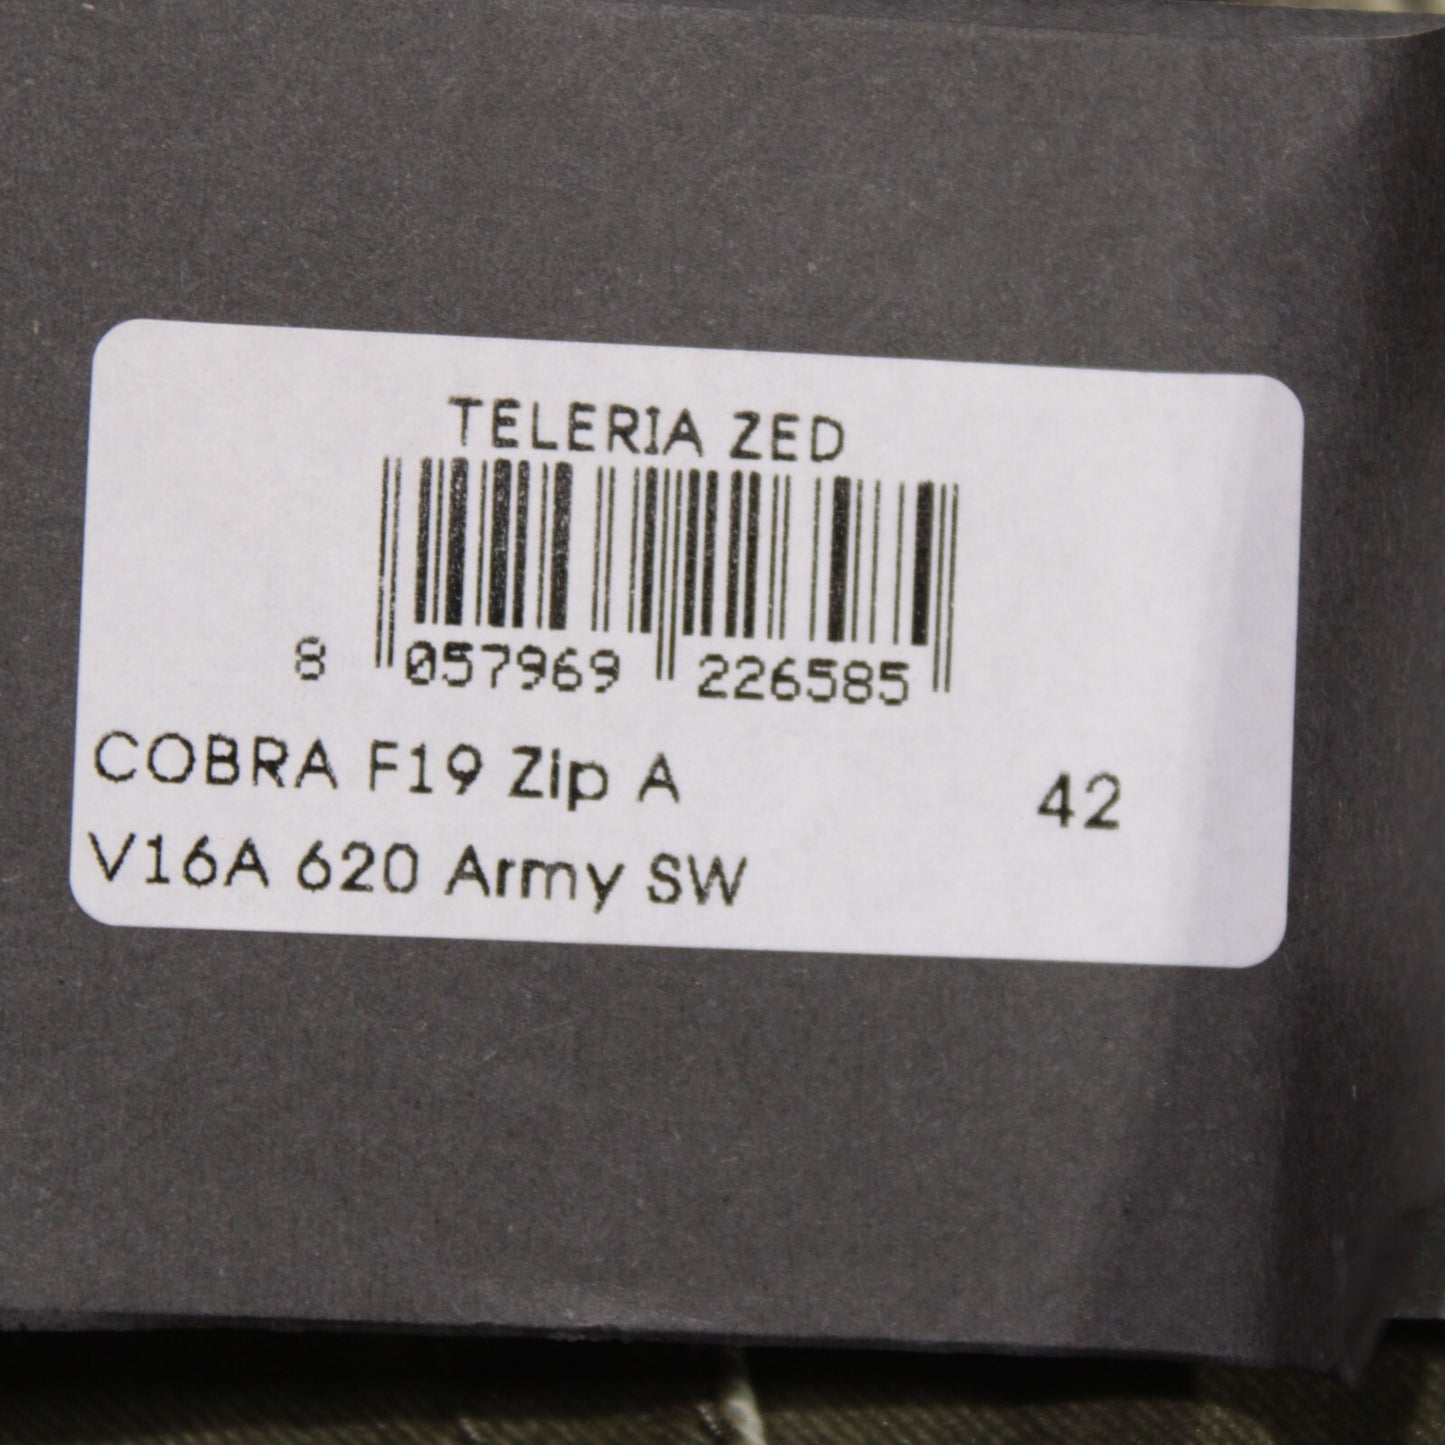 TELERIA ZED
8 057969 226585
COBRA F19 Zip A 42
V16A 620 Army SW